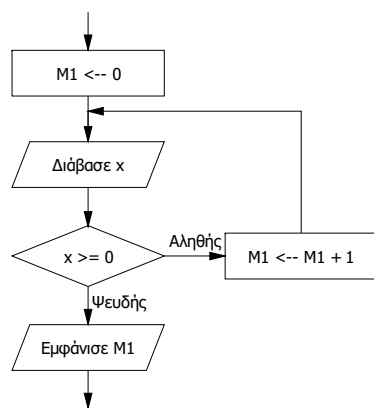 M1 <-- 0
Διάβασε x
x >= 0
Αληθής
M1 <-- M1 + 1
Ψευδής
Εμφάνισε M1